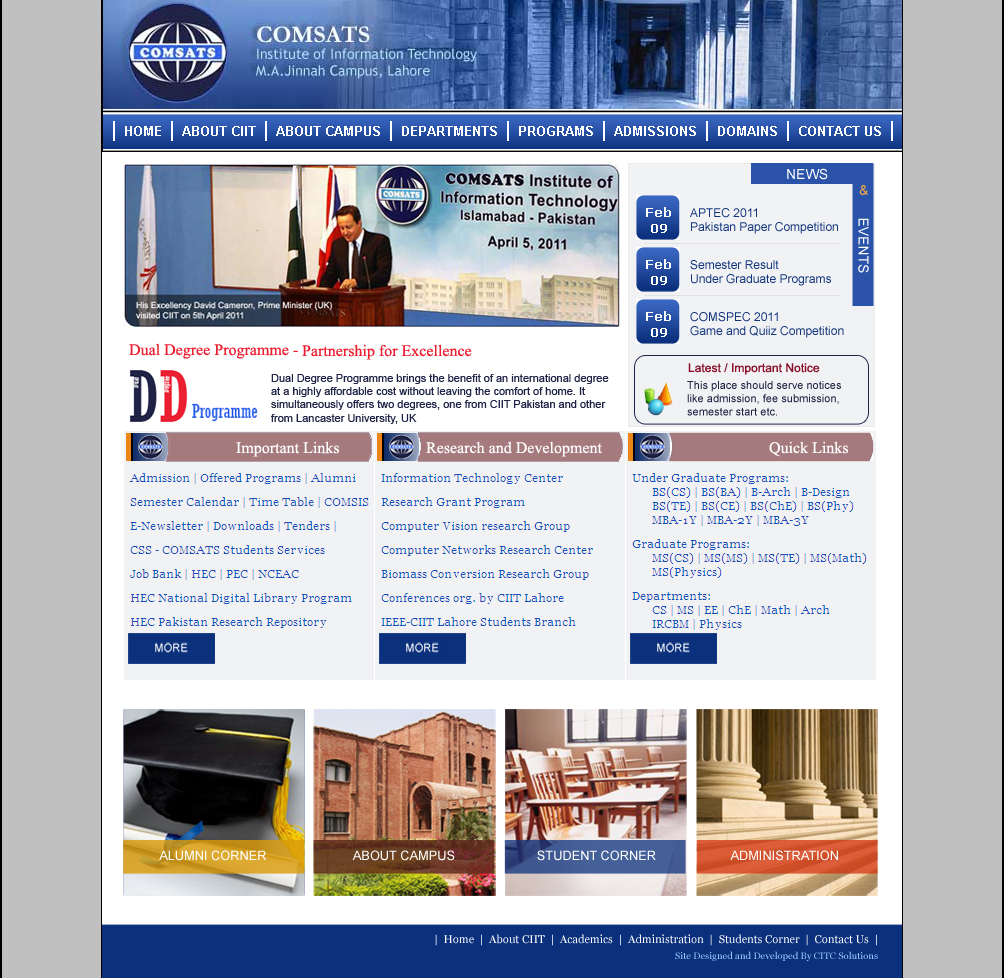 COMSATS
COMSATS
Institute of Information Technology
M.A.Jinnah Campus, Lahore
| HOME | ABOUT CIIT | ABOUT CAMPUS | DEPARTMENTS | PROGRAMS | ADMISSIONS | DOMAINS | CONTACT US |
COMSATS
COMSATS Institute of
Information Technology
Islamabad - Pakistan
April 5, 2011
COMSATS
His Excellency David Cameron, Prime Minister (UK)
visited CIIT on 5th April 2011
NEWS
&
EVENTS
Feb
09
APTEC 2011
Pakistan Paper Competition
Feb
09
Semester Result
Under Graduate Programs
Feb
09
COMSPEC 2011
Game and Quiiz Competition
Latest / Important Notice
This place should serve notices
like admission, fee submission,
semester start etc.
Dual Degree Programme - Partnership for Excellence
DD Programme
Dual Degree Programme brings the benefit of an international degree
at a highly affordable cost without leaving the comfort of home. It
simultaneously offers two degrees, one from CIIT Pakistan and other
from Lancaster University, UK
Important Links
Admission | Offered Programs | Alumni
Semester Calendar | Time Table | COMSIS
E-Newsletter | Downloads | Tenders |
CSS - COMSATS Students Services
Job Bank | HEC | PEC | NCEAC
HEC National Digital Library Program
HEC Pakistan Research Repository
MORE
Research and Development
Information Technology Center
Research Grant Program
Computer Vision research Group
Computer Networks Research Center
Biomass Conversion Research Group
Conferences org. by CIIT Lahore
IEEE-CIIT Lahore Students Branch
MORE
Quick Links
Under Graduate Programs:
BS(CS) | BS(BA) | B-Arch | B-Design
BS(TE) | BS(CE) | BS(ChE) | BS(Phy)
MBA-1Y | MBA-2Y | MBA-3Y
Graduate Programs:
MS(CS) | MS(MS) | MS(TE) | MS(Math)
MS(Physics)
Departments:
CS | MS | EE | ChE | Math | Arch
IRCBM | Physics
MORE
ALUMNI CORNER
ABOUT CAMPUS
STUDENT CORNER
ADMINISTRATION
| Home | About CIIT | Academics | Administration | Students Corner | Contact Us |
Site Designed and Developed By CITC Solutions